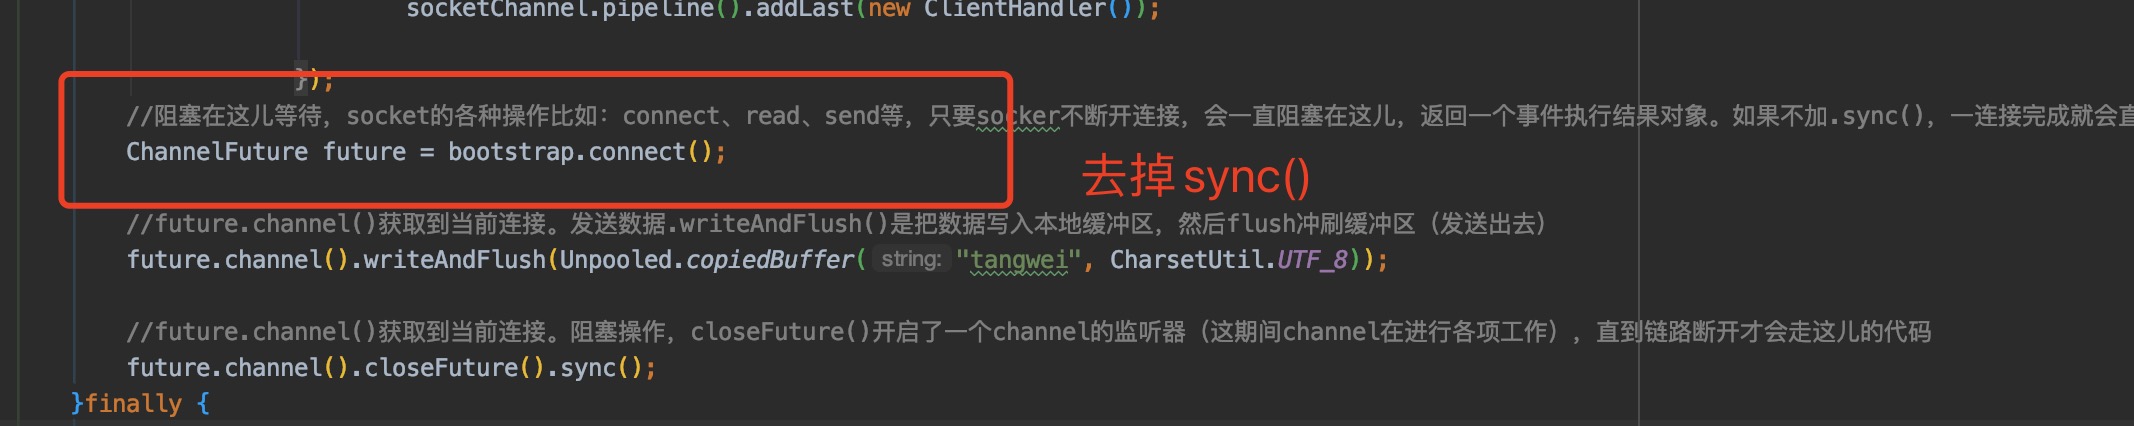 socketChannel.pipeline().addLast(new ClientHandler());
});
//阻塞在这儿等待，socket的各种操作比如：connect、read、send等，只要socker不断开连接，会一直阻塞在这儿，返回一个事件执行结果对象。如果不加.sync()，一连接完成就会直
ChannelFuture future = bootstrap.connect();
去掉sync()
//future.channel()获取到当前连接。发送数据.writeAndFlush()是把数据写入本地缓冲区，然后flush冲刷缓冲区（发送出去）
future.channel().writeAndFlush(Unpooled.copiedBuffer( string: "tangwei", CharsetUtil.UTF_8));
//future.channel()获取到当前连接。阻塞操作，closeFuture()开启了一个channel的监听器（这期间channel在进行各项工作），直到链路断开才会走这儿的代码
future.channel().closeFuture().sync();
}finally {